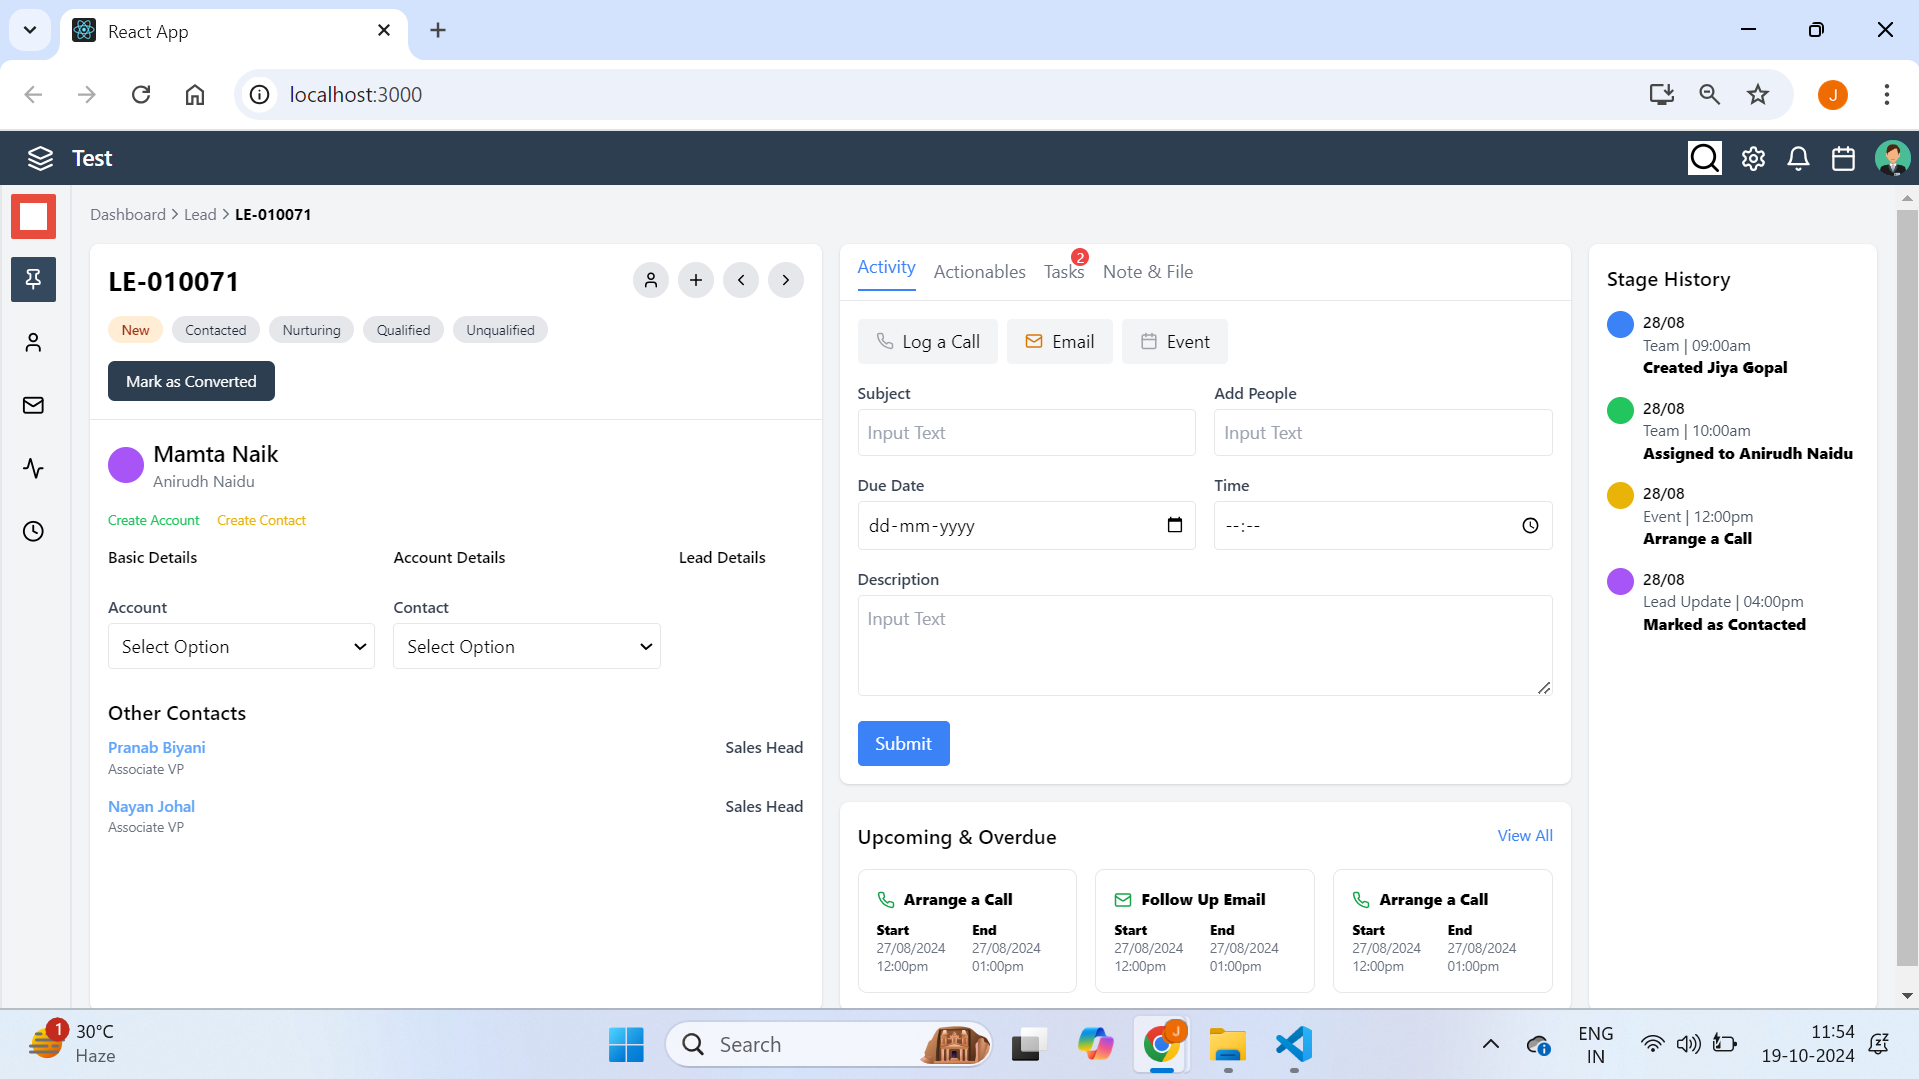 React App
localhost:3000
J
Test
Dashboard > Lead > LE-010071
LE-010071
New Contacted Nurturing Qualified Unqualified
Mark as Converted
Mamta Naik
Anirudh Naidu
Create Account Create Contact
Basic Details Account Details Lead Details
Account Contact
Select Option Select Option
Other Contacts
Pranab Biyani Sales Head
Associate VP
Nayan Johal Sales Head
Associate VP
Activity Actionables Tasks 2 Note & File
Log a Call Email Event
Subject Add People
Input Text Input Text
Due Date Time
dd-mm-yyyy --:--
Description
Input Text
Submit
Upcoming & Overdue View All
Arrange a Call Follow Up Email Arrange a Call
Start End Start End Start End
27/08/2024 27/08/2024 27/08/2024 27/08/2024 27/08/2024 27/08/2024
12:00pm 01:00pm 12:00pm 01:00pm 12:00pm 01:00pm
Stage History
28/08
Team | 09:00am
Created Jiya Gopal
28/08
Team | 10:00am
Assigned to Anirudh Naidu
28/08
Event | 12:00pm
Arrange a Call
28/08
Lead Update | 04:00pm
Marked as Contacted
1 30°C
Haze
Search
J
ENG
IN
11:54
19-10-2024